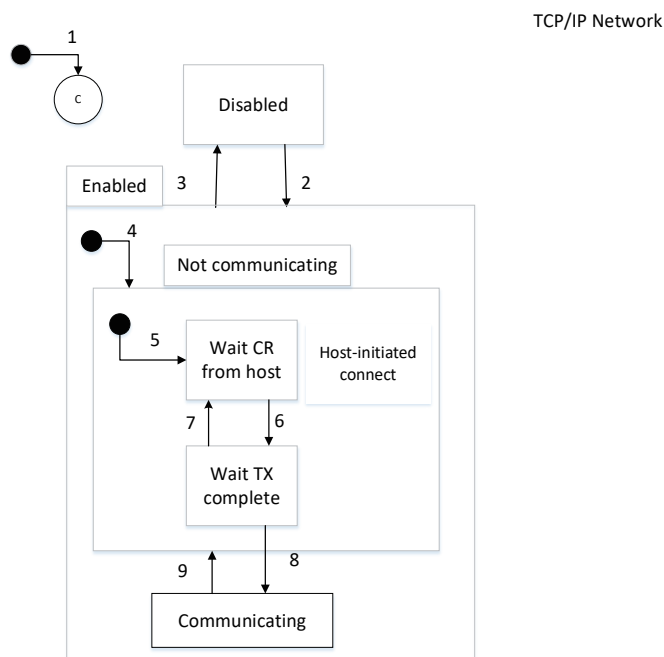 TCP/IP Network
1
C
Disabled
Enabled
3
2
4
Not communicating
5
Wait CR
from host
Host-initiated
connect
7
6
Wait TX
complete
9
8
Communicating